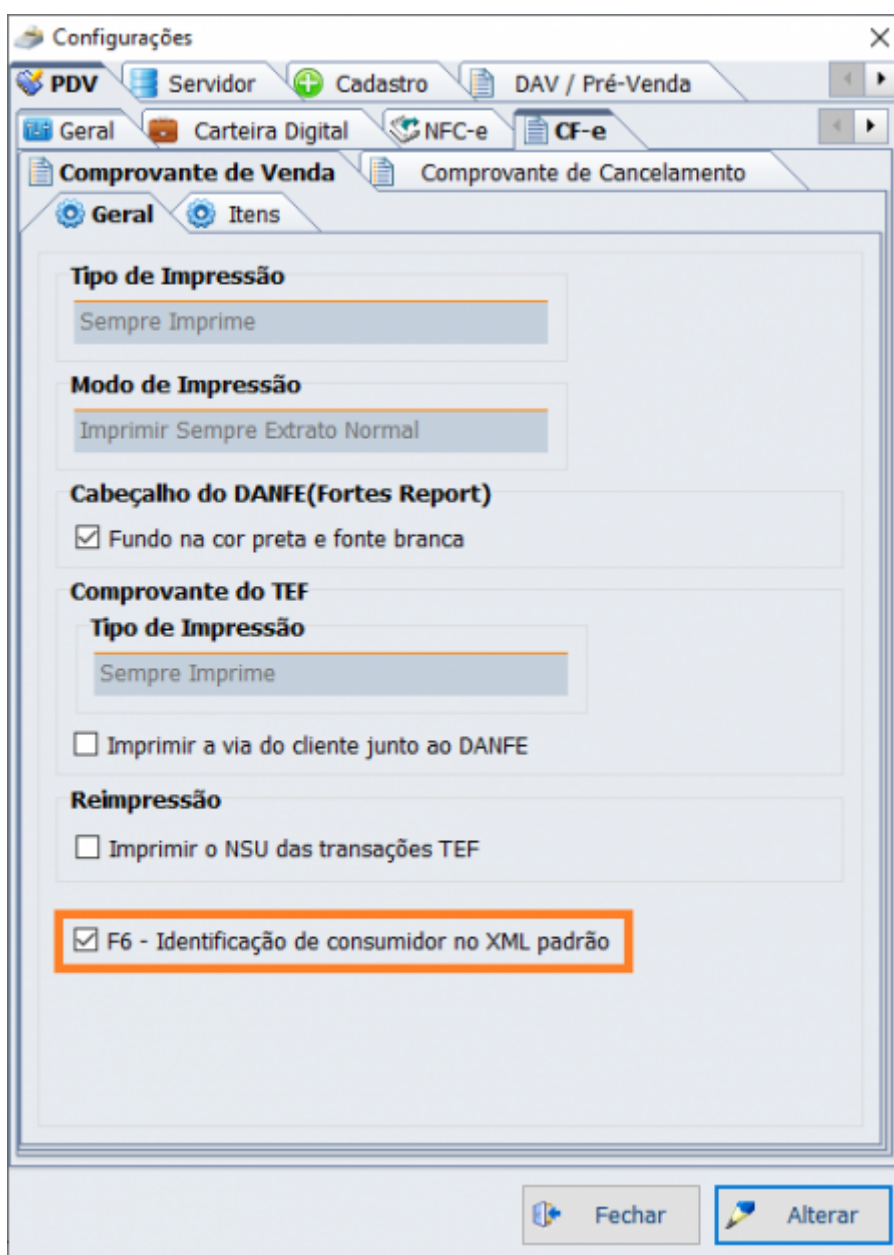 Configurações
PDV Servidor Cadastro DAV / Pré-Venda
Geral Carteira Digital NFC-e CF-e
Comprovante de Venda Comprovante de Cancelamento
Geral Itens
Tipo de Impressão
Sempre Imprime
Modo de Impressão
Imprimir Sempre Extrato Normal
Cabeçalho do DANFE(Fortes Report)
Fundo na cor preta e fonte branca
Comprovante do TEF
Tipo de Impressão
Sempre Imprime
Imprimir a via do cliente junto ao DANFE
Reimpressão
Imprimir o NSU das transações TEF
F6 - Identificação de consumidor no XML padrão
Fechar Alterar